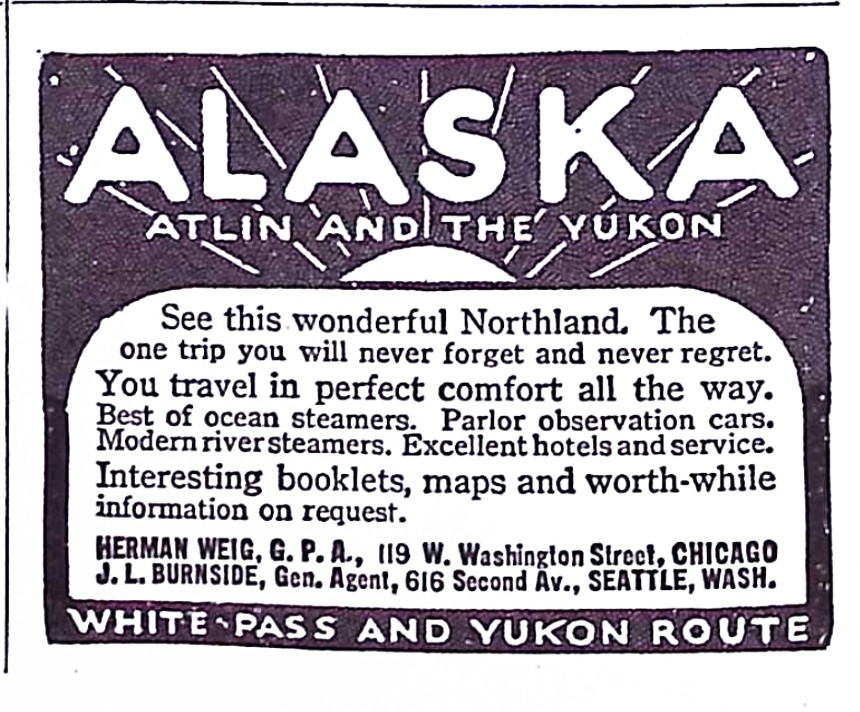 ALASKA
ATLIN AND THE YUKON
See this wonderful Northland. The
one trip you will never forget and never regret.
You travel in perfect comfort all the way.
Best of ocean steamers. Parlor observation cars.
Modern river steamers. Excellent hotels and service.
Interesting booklets, maps and worth-while
information on request.
HERMAN WEIG, G. P. A., 119 W. Washington Street, CHICAGO
J. L. BURNSIDE, Gen. Agent, 616 Second Av., SEATTLE, WASH.
WHITE PASS AND YUKON ROUTE